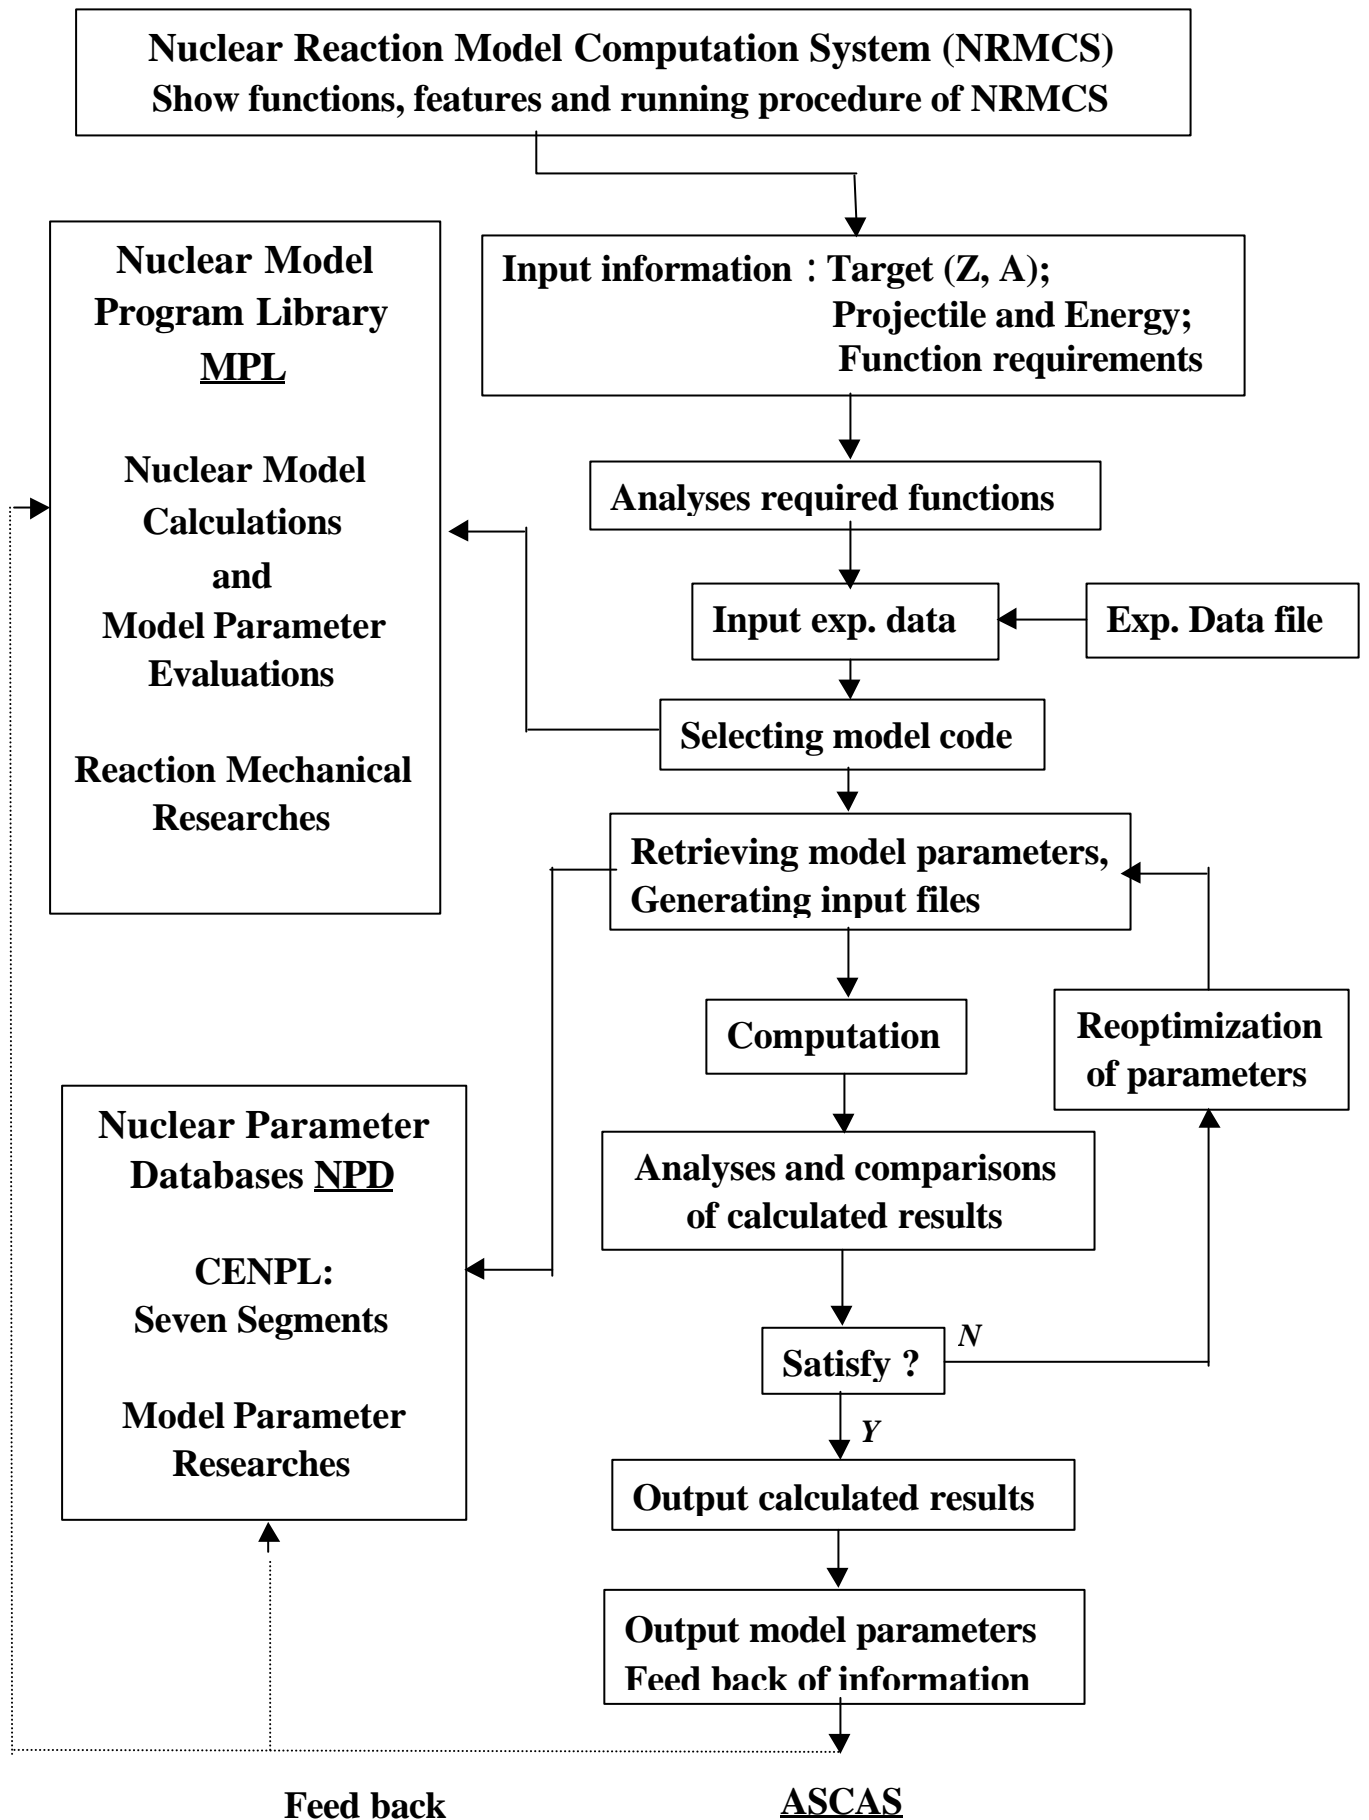 Nuclear Reaction Model Computation System (NRMCS)
Show functions, features and running procedure of NRMCS
Nuclear Model
Program Library
MPL
Nuclear Model
Calculations
and
Model Parameter
Evaluations
Reaction Mechanical
Researches
Input information : Target (Z, A);
Projectile and Energy;
Function requirements
Analyses required functions
Input exp. data
Exp. Data file
Selecting model code
Retrieving model parameters,
Generating input files
Computation
Reoptimization
of parameters
Nuclear Parameter
Databases NPD
CENPL:
Seven Segments
Model Parameter
Researches
Analyses and comparisons
of calculated results
Satisfy ?
N
Y
Output calculated results
Output model parameters
Feed back of information
Feed back
ASCAS